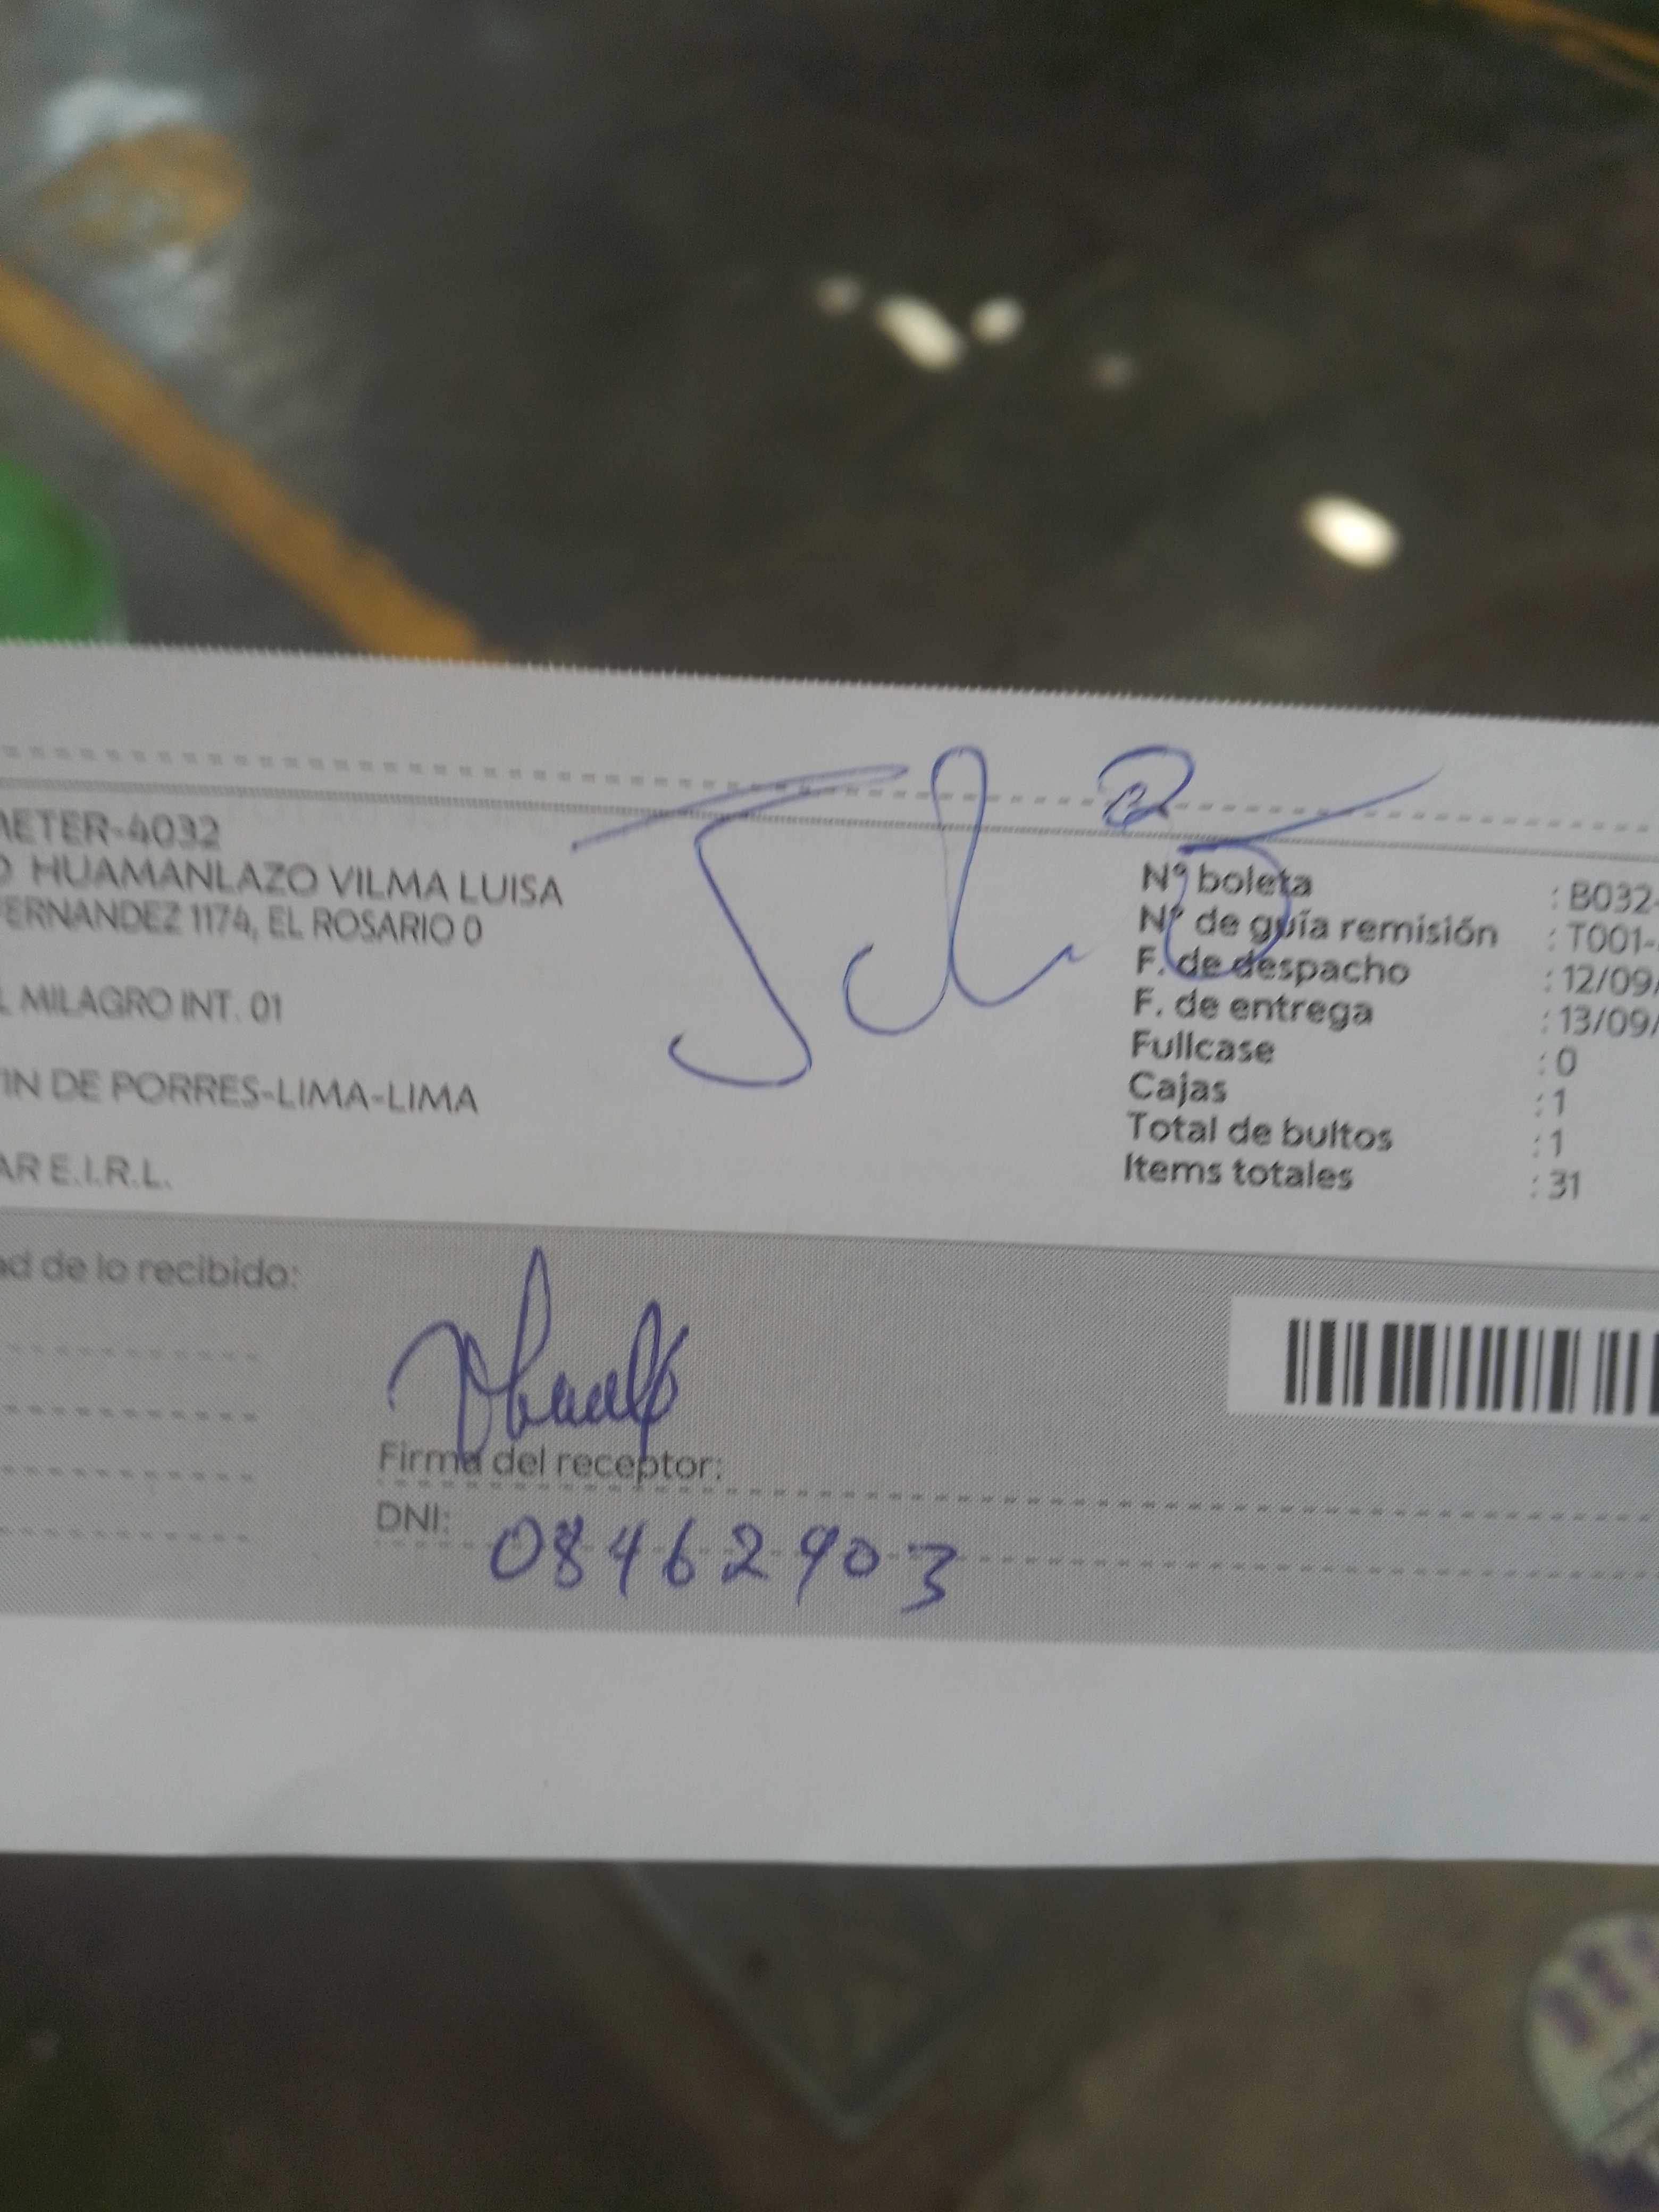 METER-4032
HUAMANLAZO VILMA LUISA
FERNANDEZ 1174, EL ROSARIO 0
MILAGRO INT. 01
TIN DE PORRES-LIMA-LIMA
AR E.I.R.L.
Nº boleta : B032-
Nº de guía remisión : T001-
F. de despacho : 12/09/
F. de entrega : 13/09/
Fullcase : 0
Cajas : 1
Total de bultos : 1
Items totales : 31
ad de lo recibido:
Firma del receptor:
DNI: 08462903